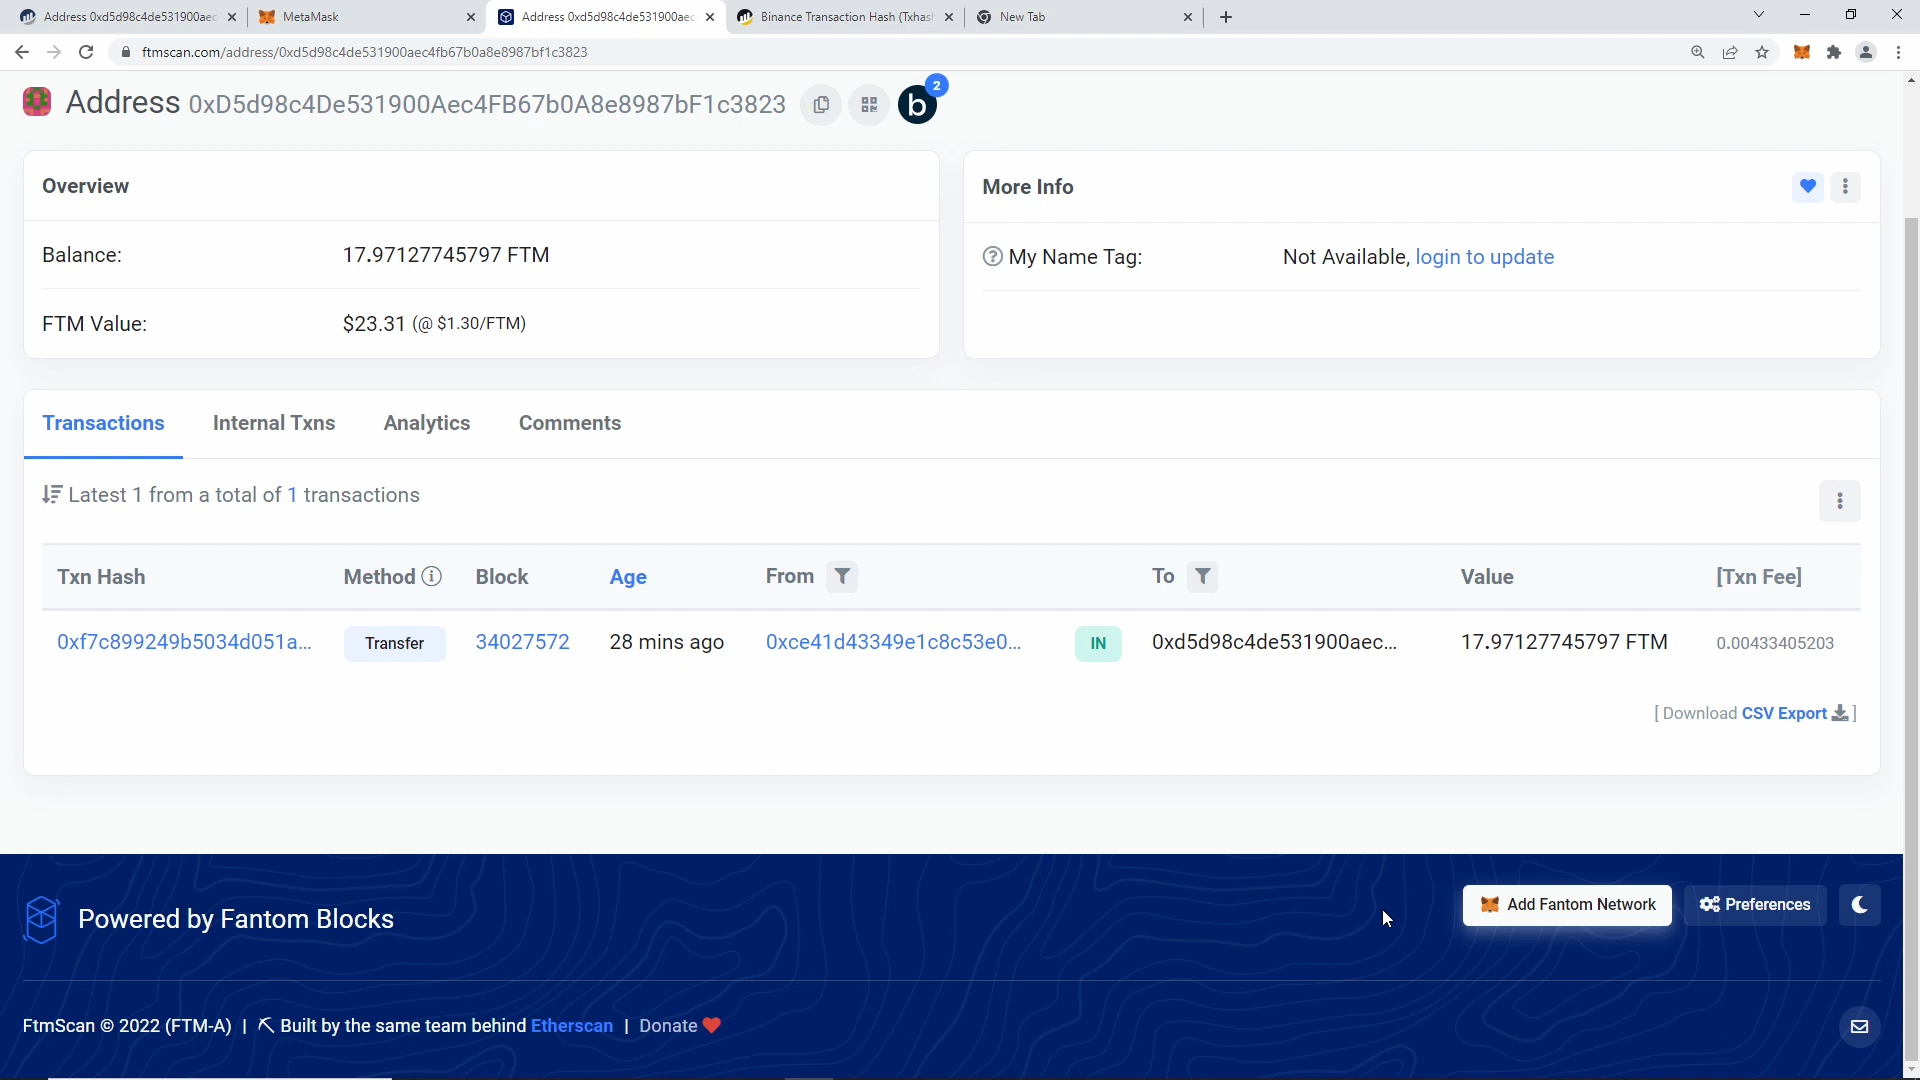 Address 0xd5d98c4de531900aec
MetaMask
Address 0xd5d98c4de531900aec
Binance Transaction Hash (Txhash
New Tab
ftmscan.com/address/0xd5d98c4de531900aec4fb67b0a8e8987bf1c3823
Address 0xD5d98c4De531900Aec4FB67b0A8e8987bF1c3823
b 2
Overview
Balance: 17.97127745797 FTM
FTM Value: $23.31 (@ $1.30/FTM)
More Info
My Name Tag: Not Available, login to update
Transactions Internal Txns Analytics Comments
Latest 1 from a total of 1 transactions
Txn Hash Method Block Age From To Value [Txn Fee]
0xf7c899249b5034d051a... Transfer 34027572 28 mins ago 0xce41d43349e1c8c53e0... IN 0xd5d98c4de531900aec... 17.97127745797 FTM 0.00433405203
[ Download CSV Export ]
Powered by Fantom Blocks
Add Fantom Network Preferences
FtmScan © 2022 (FTM-A) | Built by the same team behind Etherscan | Donate